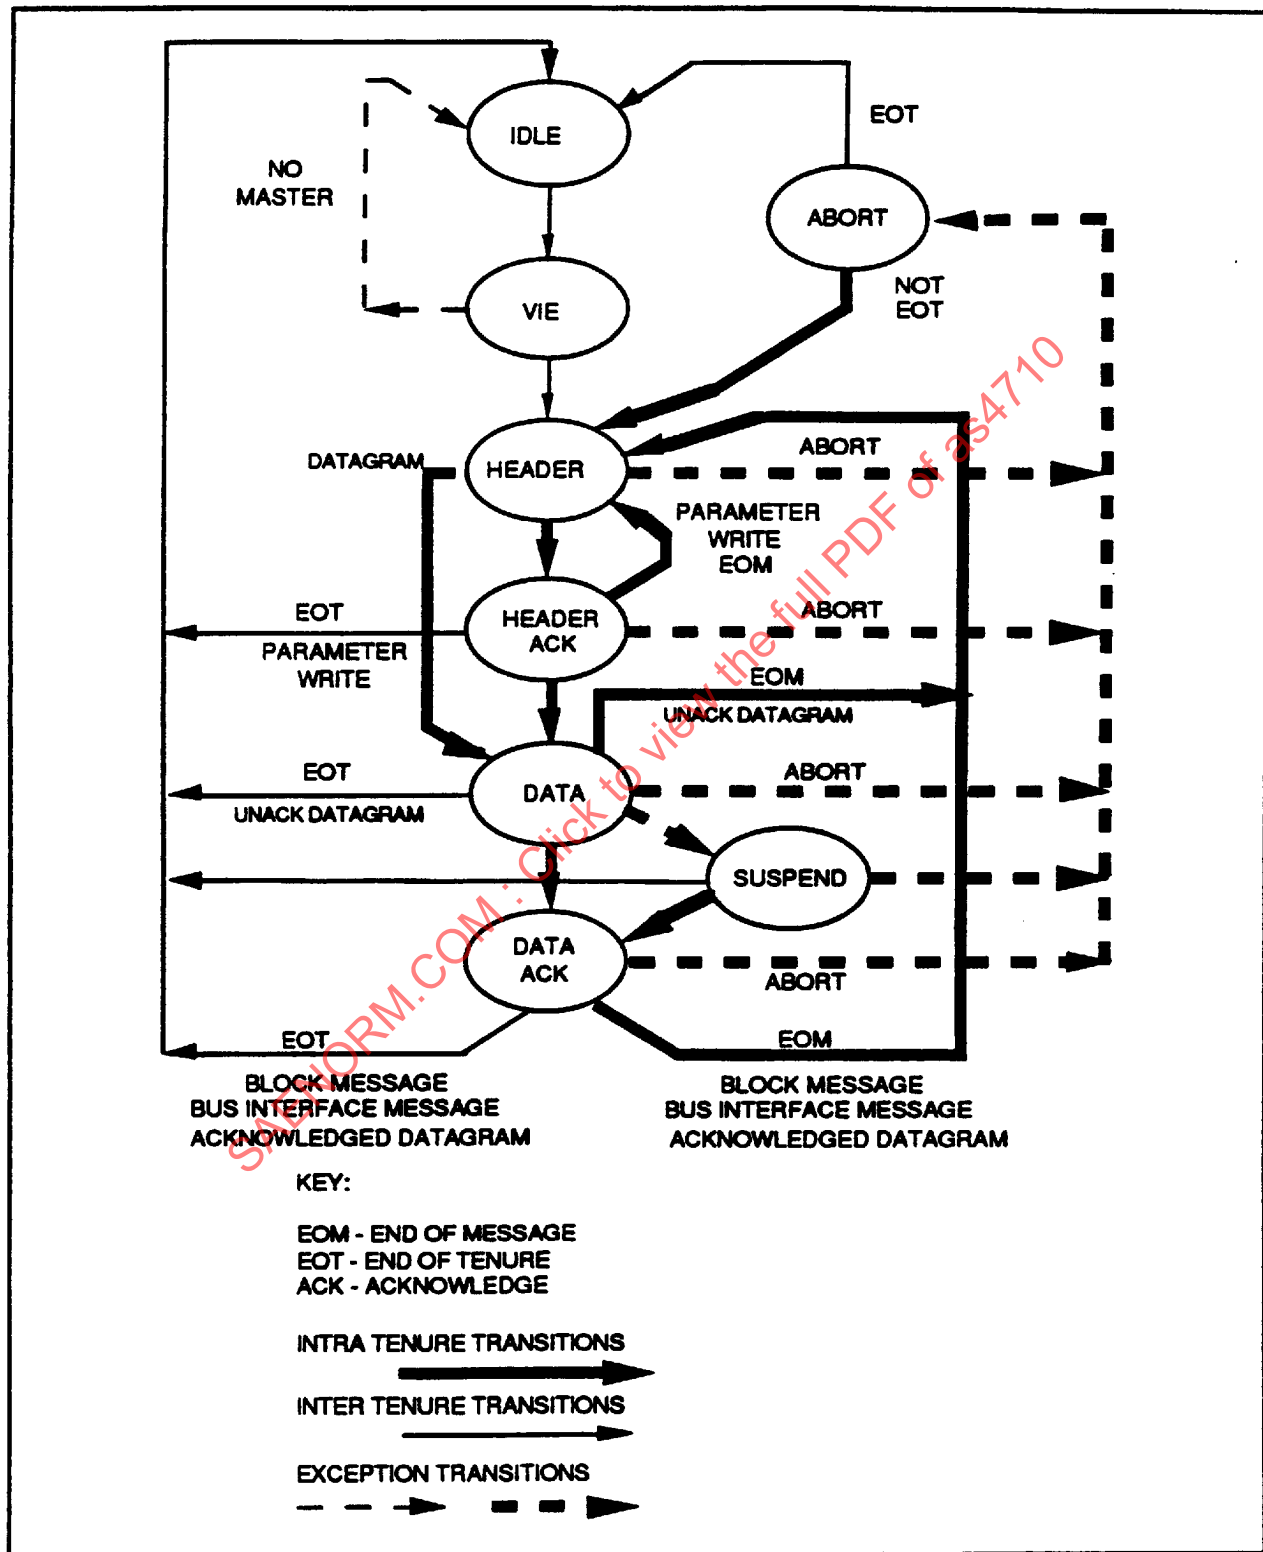 IDLE
EOT
NO
MASTER
ABORT
NOT
EOT
VIE
DATAGRAM
HEADER
ABORT
PARAMETER
WRITE
EOM
EOT
HEADER
ACK
ABORT
PARAMETER
WRITE
EOM
UNACK DATAGRAM
EOT
DATA
ABORT
UNACK DATAGRAM
SUSPEND
DATA
ACK
ABORT
EOT
EOM
BLOCK MESSAGE
BUS INTERFACE MESSAGE
ACKNOWLEDGED DATAGRAM
BLOCK MESSAGE
BUS INTERFACE MESSAGE
ACKNOWLEDGED DATAGRAM
KEY:
EOM - END OF MESSAGE
EOT - END OF TENURE
ACK - ACKNOWLEDGE
INTRA TENURE TRANSITIONS
INTER TENURE TRANSITIONS
EXCEPTION TRANSITIONS
SAENORM.COM : Click to view the full PDF of as4710